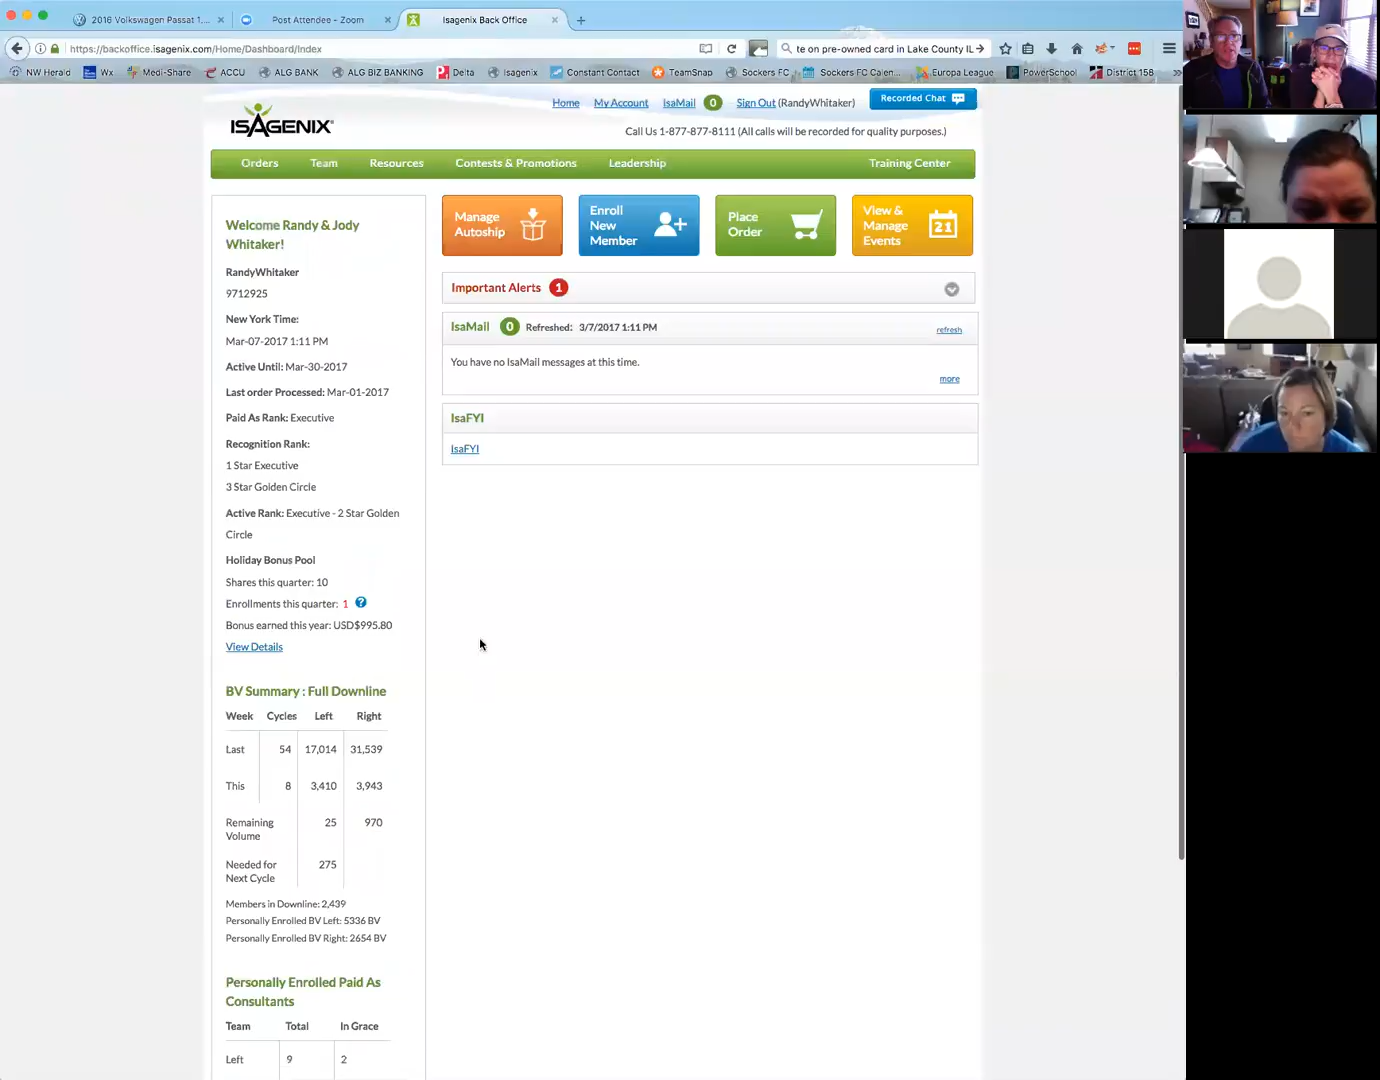 2016 Volkswagen Passat 1....
Post Attendee - Zoom
Isagenix Back Office
https://backoffice.isagenix.com/Home/Dashboard/Index
te on pre-owned card in Lake County IL
NW Herald
Wx
Medi-Share
ACCU
ALG BANK
ALG BIZ BANKING
Delta
Isagenix
Constant Contact
TeamSnap
Sockers FC
Sockers FC Calen...
Europa League
PowerSchool
District 158
ISAGENIX
Home
My Account
IsaMail 0
Sign Out (RandyWhitaker)
Recorded Chat
Call Us 1-877-877-8111 (All calls will be recorded for quality purposes.)
Orders
Team
Resources
Contests & Promotions
Leadership
Training Center
Welcome Randy & Jody
Whitaker!
RandyWhitaker
9712925
New York Time:
Mar-07-2017 1:11 PM
Active Until: Mar-30-2017
Last order Processed: Mar-01-2017
Paid As Rank: Executive
Recognition Rank:
1 Star Executive
3 Star Golden Circle
Active Rank: Executive - 2 Star Golden
Circle
Holiday Bonus Pool
Shares this quarter: 10
Enrollments this quarter: 1 ?
Bonus earned this year: USD$995.80
View Details
BV Summary : Full Downline
Week Cycles Left Right
Last 54 17,014 31,539
This 8 3,410 3,943
Remaining
Volume 25 970
Needed for
Next Cycle 275
Members in Downline: 2,439
Personally Enrolled BV Left: 5336 BV
Personally Enrolled BV Right: 2654 BV
Personally Enrolled Paid As
Consultants
Team Total In Grace
Left 9 2
Manage
Autoship
Enroll
New
Member
Place
Order
View &
Manage
Events
21
Important Alerts 1
IsaMail 0 Refreshed: 3/7/2017 1:11 PM
refresh
You have no IsaMail messages at this time.
more
IsaFYI
IsaFYI